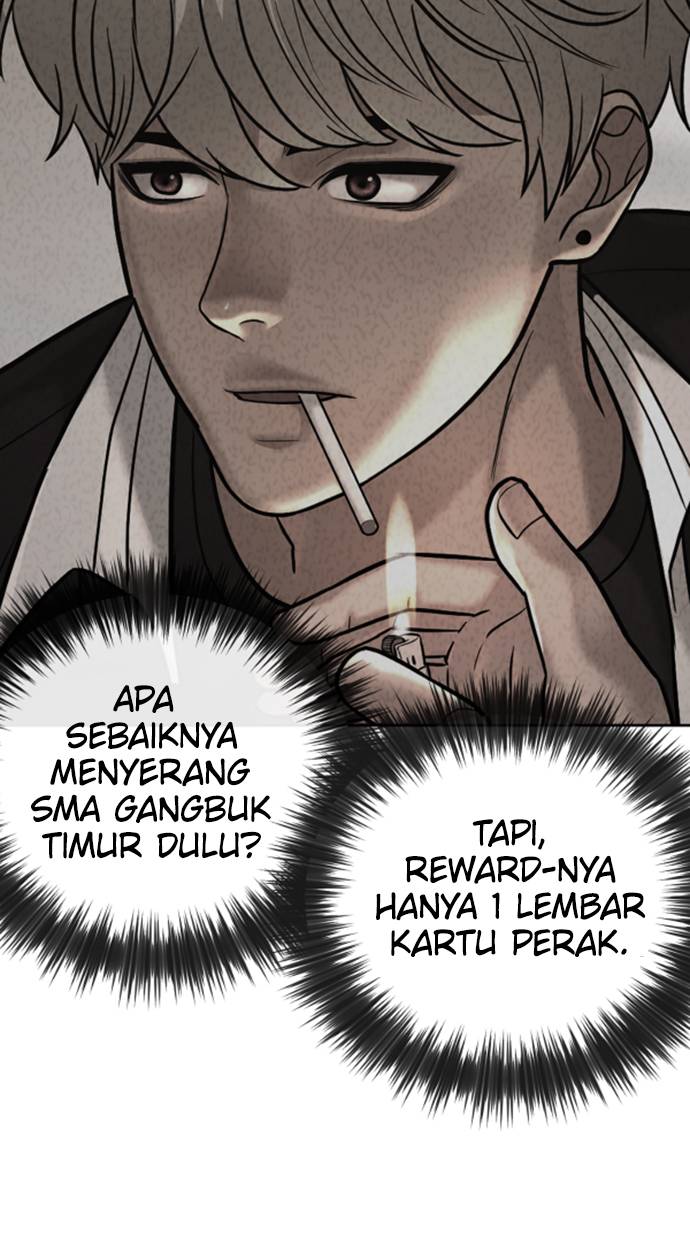 APA
SEBAIKNYA
MENYERANG
SMA GANGBUK
TIMUR DULU?
TAPI,
REWARD-NYA
HANYA 1 LEMBAR
KARTU PERAK.